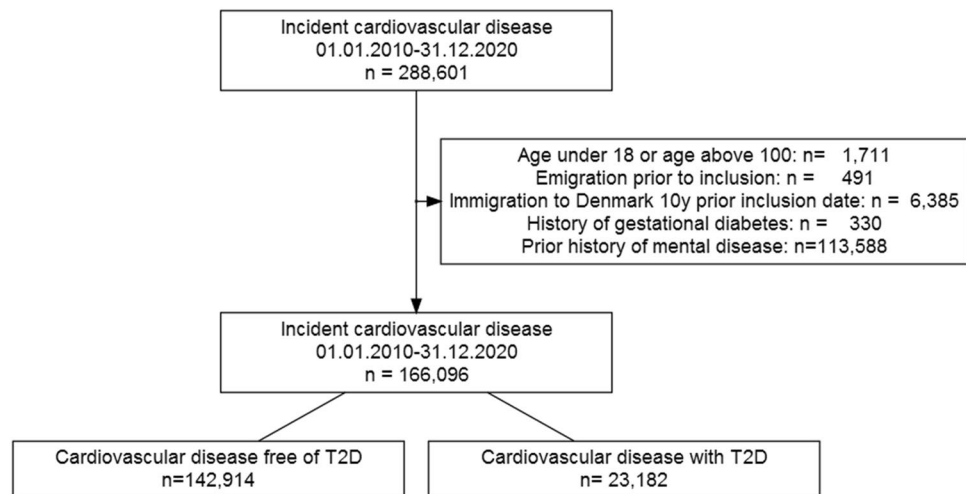 Incident cardiovascular disease
01.01.2010-31.12.2020
n = 288,601
Age under 18 or age above 100: n= 1,711
Emigration prior to inclusion: n = 491
Immigration to Denmark 10y prior inclusion date: n = 6,385
History of gestational diabetes: n = 330
Prior history of mental disease: n=113,588
Incident cardiovascular disease
01.01.2010-31.12.2020
n = 166,096
Cardiovascular disease free of T2D
n=142,914
Cardiovascular disease with T2D
n= 23,182